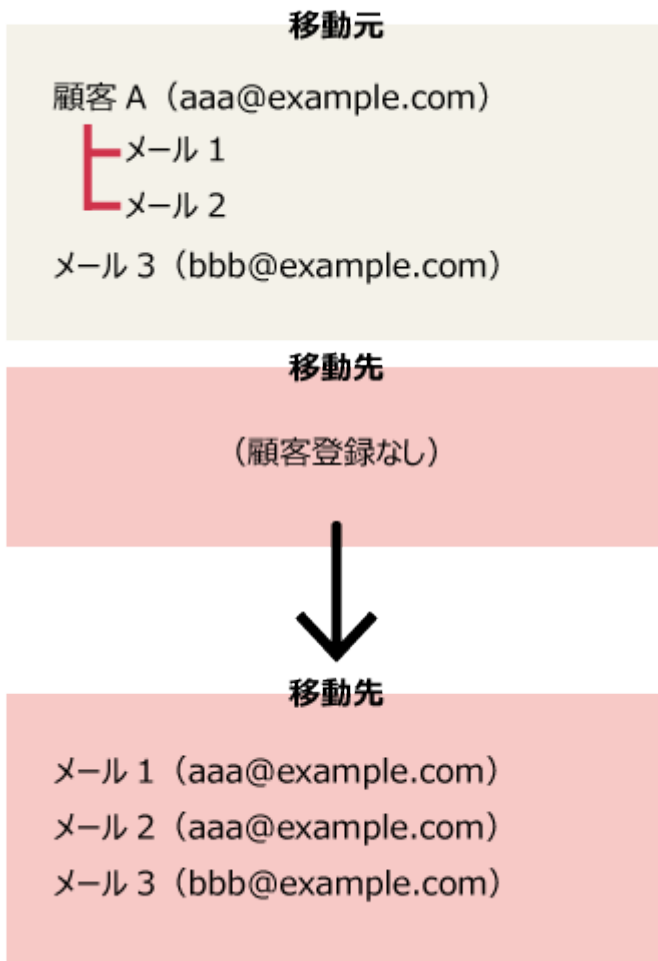 移動元
顧客 A（aaa@example.com）
メール 1
メール 2
メール 3（bbb@example.com）
移動先
（顧客登録なし）
移動先
メール 1（aaa@example.com）
メール 2（aaa@example.com）
メール 3（bbb@example.com）